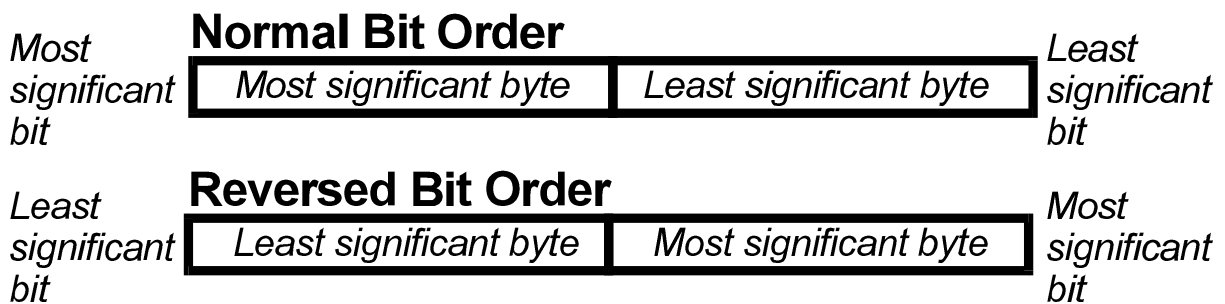 Normal Bit Order
Most
significant
bit
Most significant byte
Least significant byte
Least
significant
bit
Reversed Bit Order
Least
significant
bit
Least significant byte
Most significant byte
Most
significant
bit